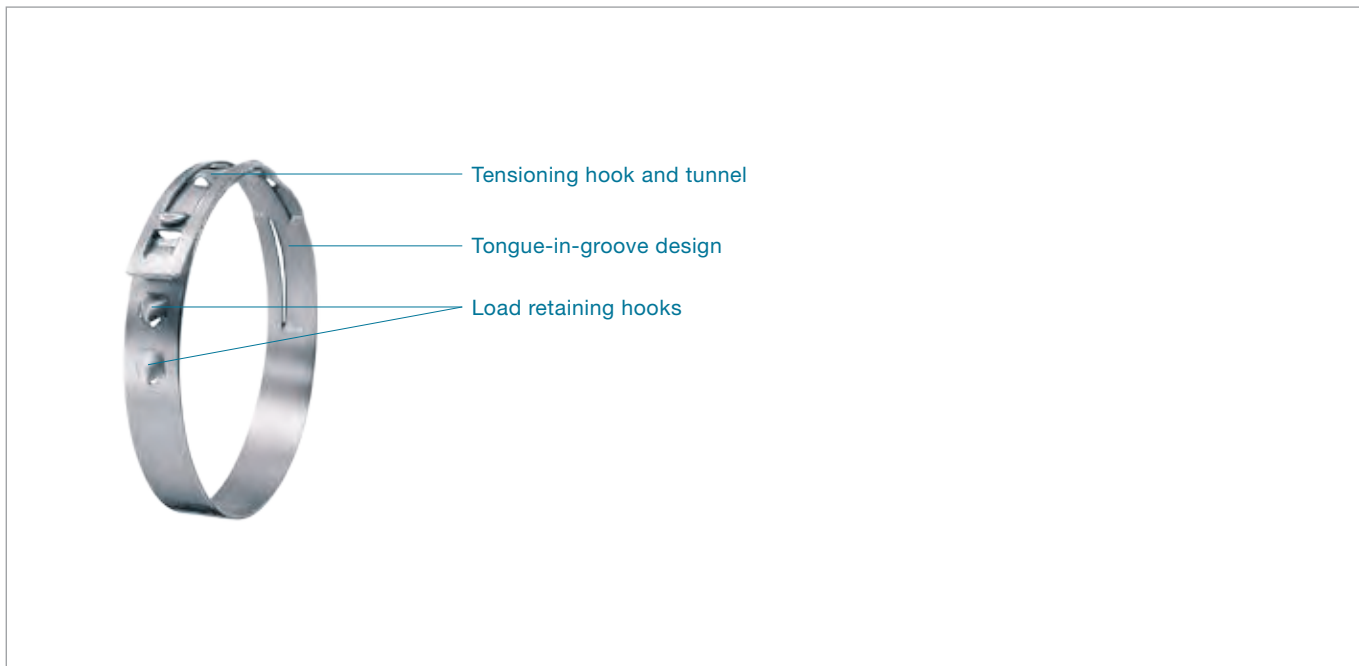 Tensioning hook and tunnel
Tongue-in-groove design
Load retaining hooks